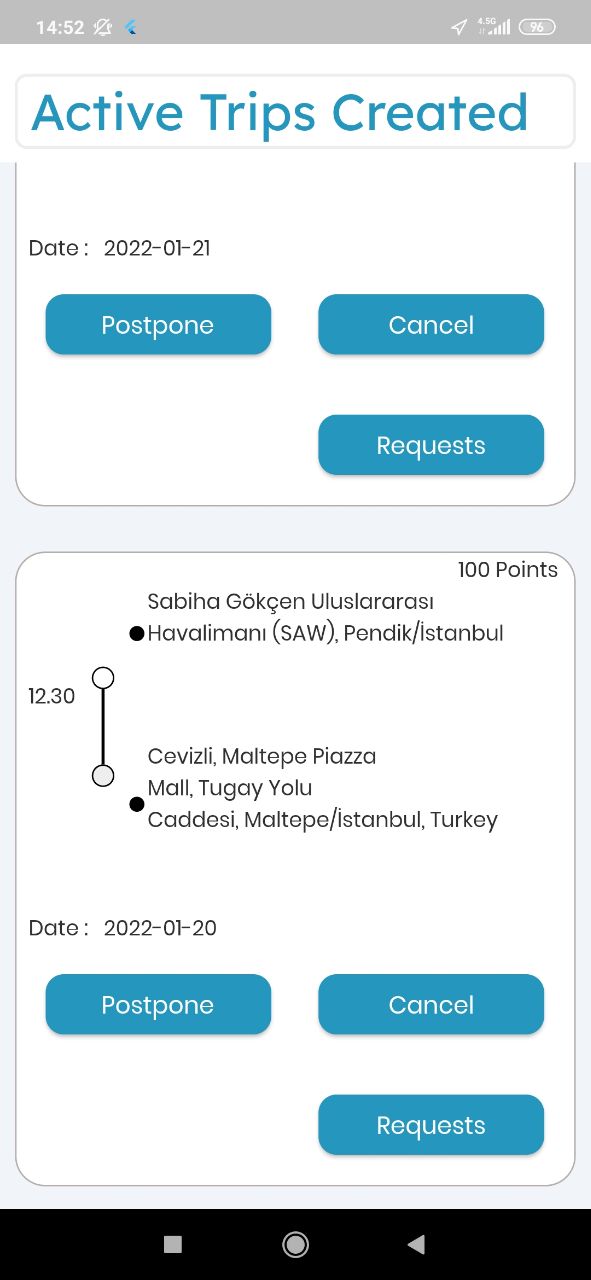 14:52 4.5G 96
Active Trips Created
Date : 2022-01-21
Postpone Cancel
Requests
100 Points
Sabiha Gökçen Uluslararası
Havalimanı (SAW), Pendik/İstanbul
12.30
Cevizli, Maltepe Piazza
Mall, Tugay Yolu
Caddesi, Maltepe/İstanbul, Turkey
Date : 2022-01-20
Postpone Cancel
Requests